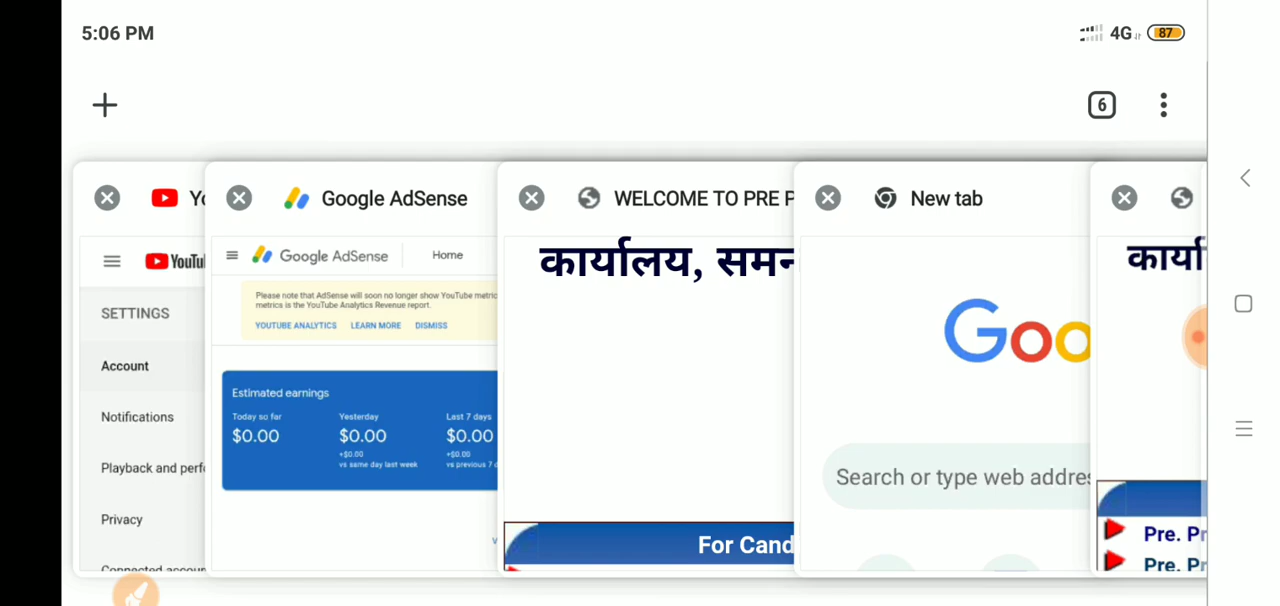 5:06 PM
4G
87
6
Google AdSense
WELCOME TO PRE P
New tab
YouTu
Google AdSense
Home
कार्यालय, समन
कार्या
Please note that AdSense will soon no longer show YouTube metric
metrics is the YouTube Analytics Revenue report.
YOUTUBE ANALYTICS LEARN MORE DISMISS
SETTINGS
Goo
Account
Estimated earnings
Today so far
Yesterday
Last 7 days
$0.00
$0.00
$0.00
+$0.00
+$0.00
vs same day last week
vs previous 7 d
Notifications
Playback and perf
Search or type web addres
Privacy
For Cand
Pre. Pr
Pre. Pr
Connected accoun